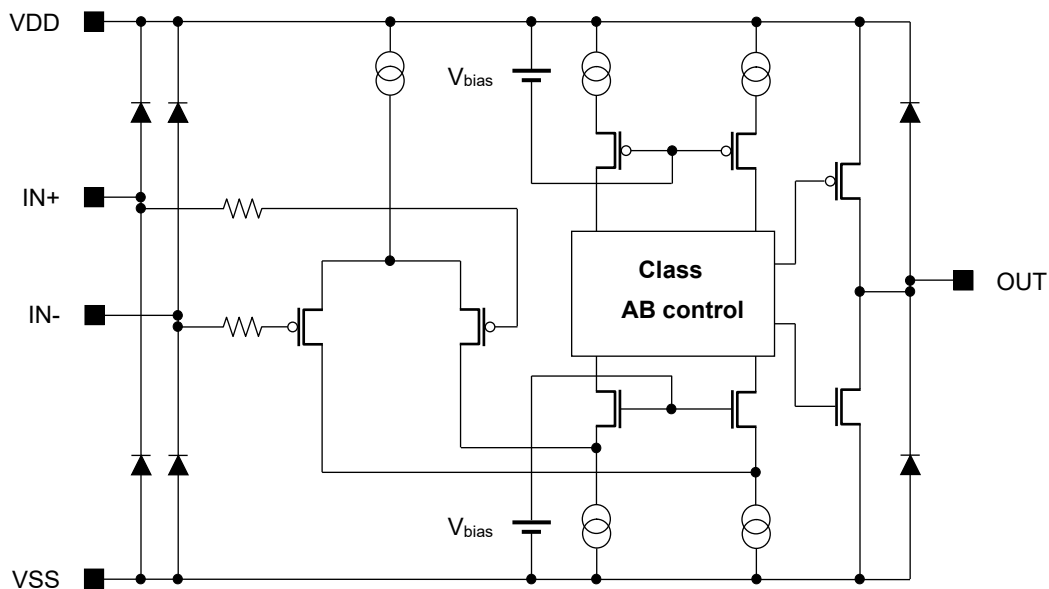 VDD
Vbias
IN+
IN-
Class
AB control
OUT
Vbias
VSS